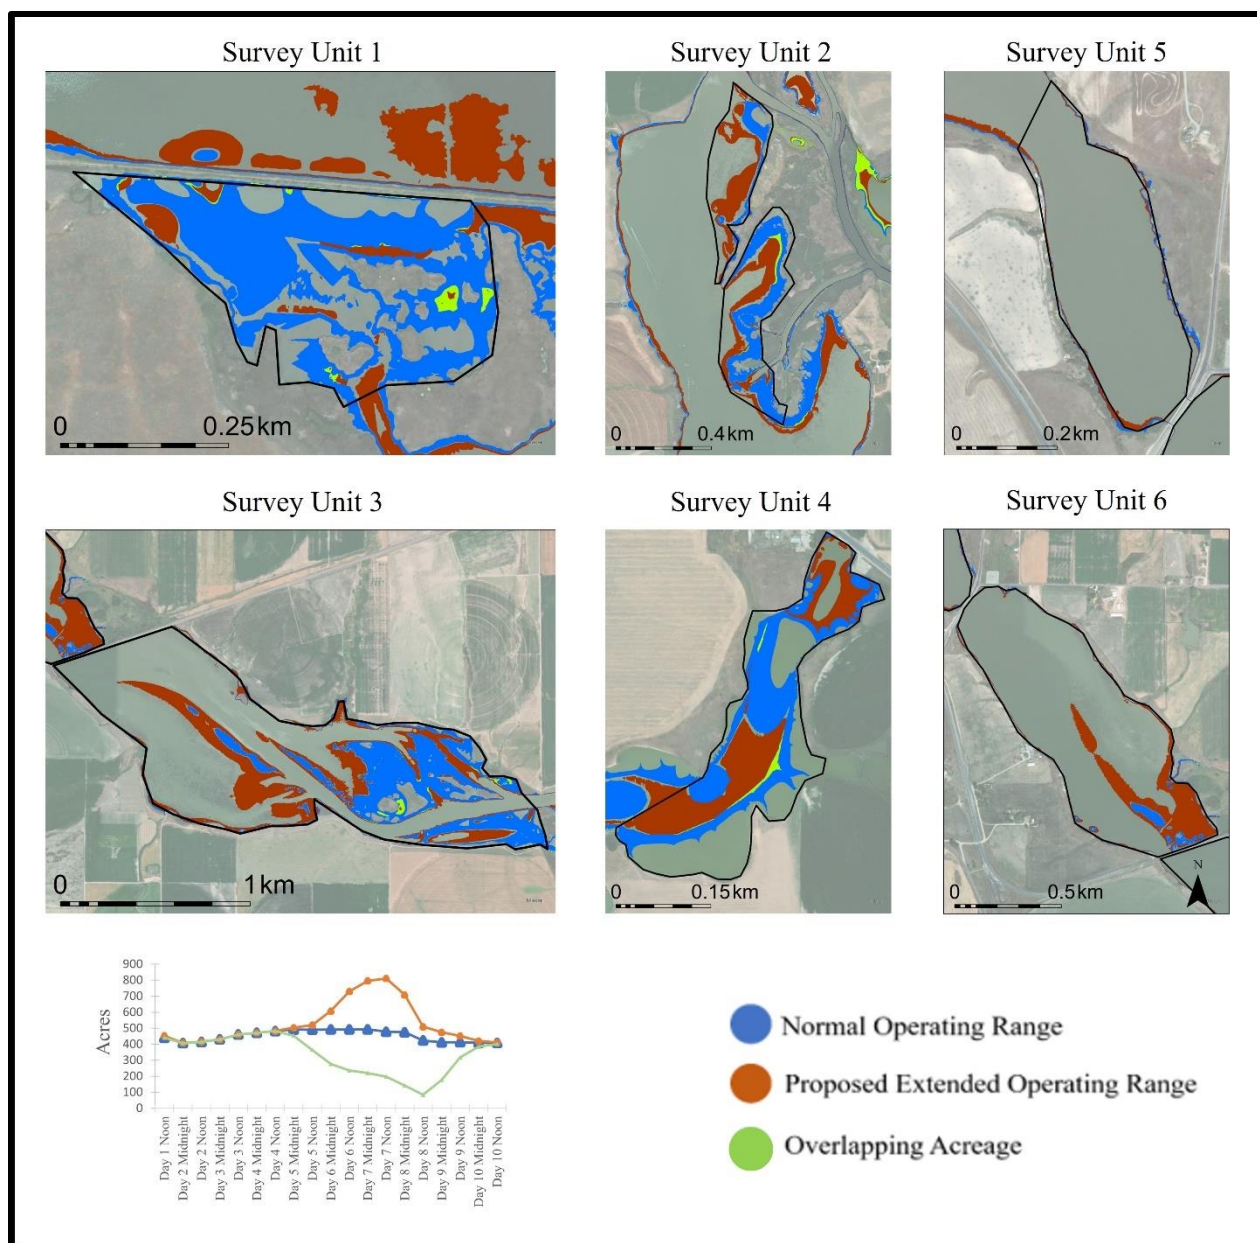 Survey Unit 1
Survey Unit 2
Survey Unit 5
0 0.25km
0 0.4km
0 0.2km
Survey Unit 3
Survey Unit 4
Survey Unit 6
0 1km
0 0.15km
0 0.5km
N
900
800
700
600
500
400
300
200
100
0
Acres
Day 1 Noon
Day 2 Midnight
Day 2 Noon
Day 3 Midnight
Day 3 Noon
Day 4 Midnight
Day 4 Noon
Day 5 Midnight
Day 5 Noon
Day 6 Midnight
Day 6 Noon
Day 7 Midnight
Day 7 Noon
Day 8 Midnight
Day 8 Noon
Day 9 Midnight
Day 9 Noon
Day 10 Midnight
Day 10 Noon
Normal Operating Range
Proposed Extended Operating Range
Overlapping Acreage